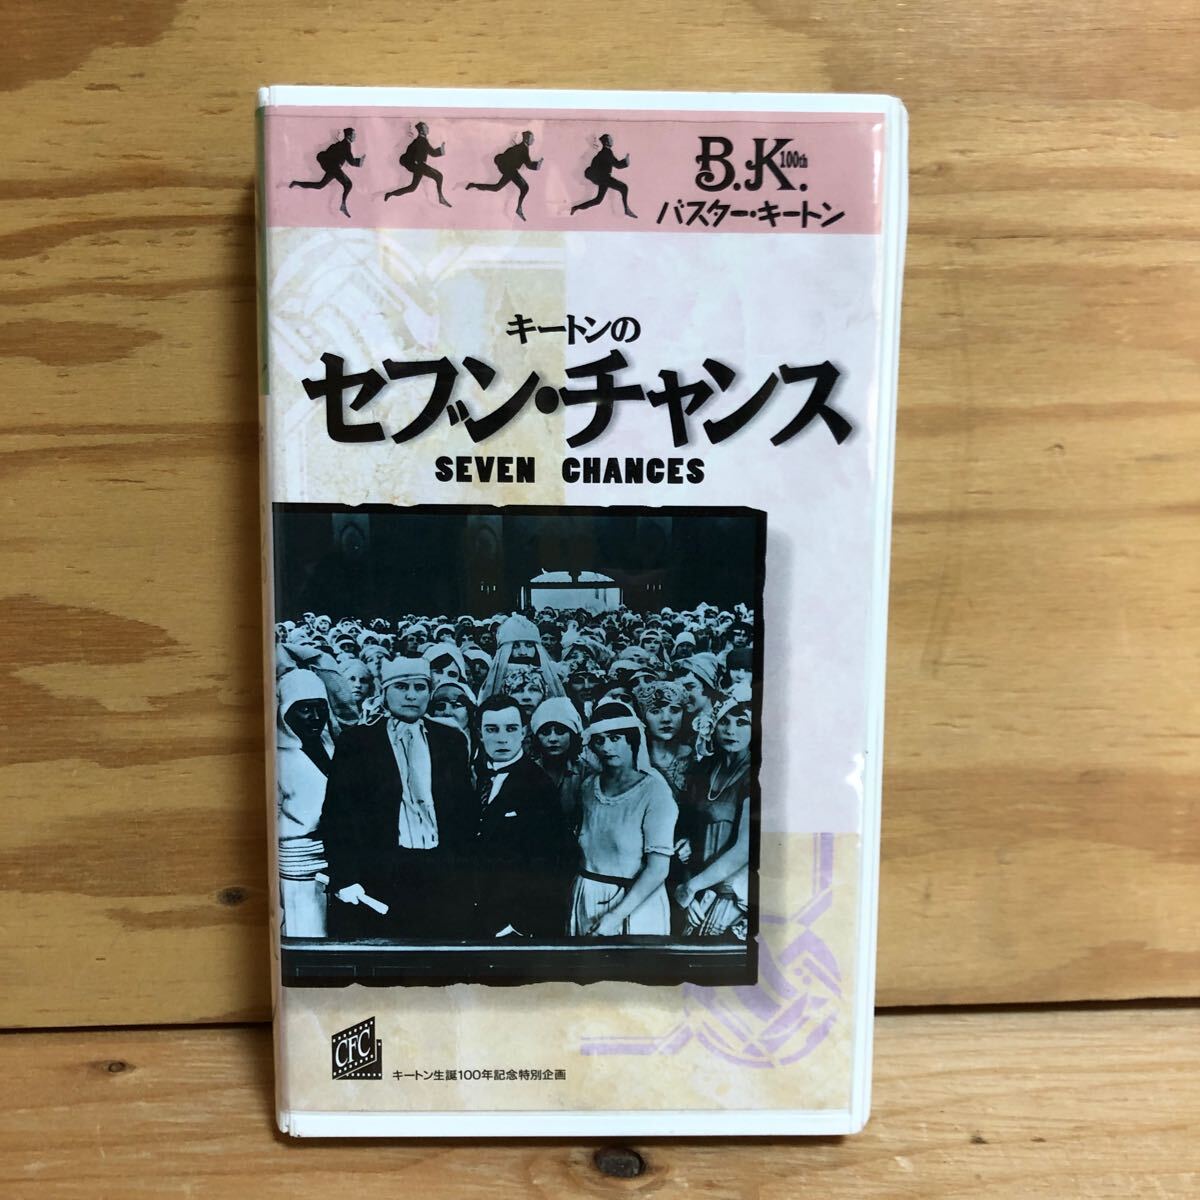 B.K. 100th
バスター・キートン
キートンの
セブン・チャンス
SEVEN CHANCES
CFC
キートン生誕100年記念特別企画